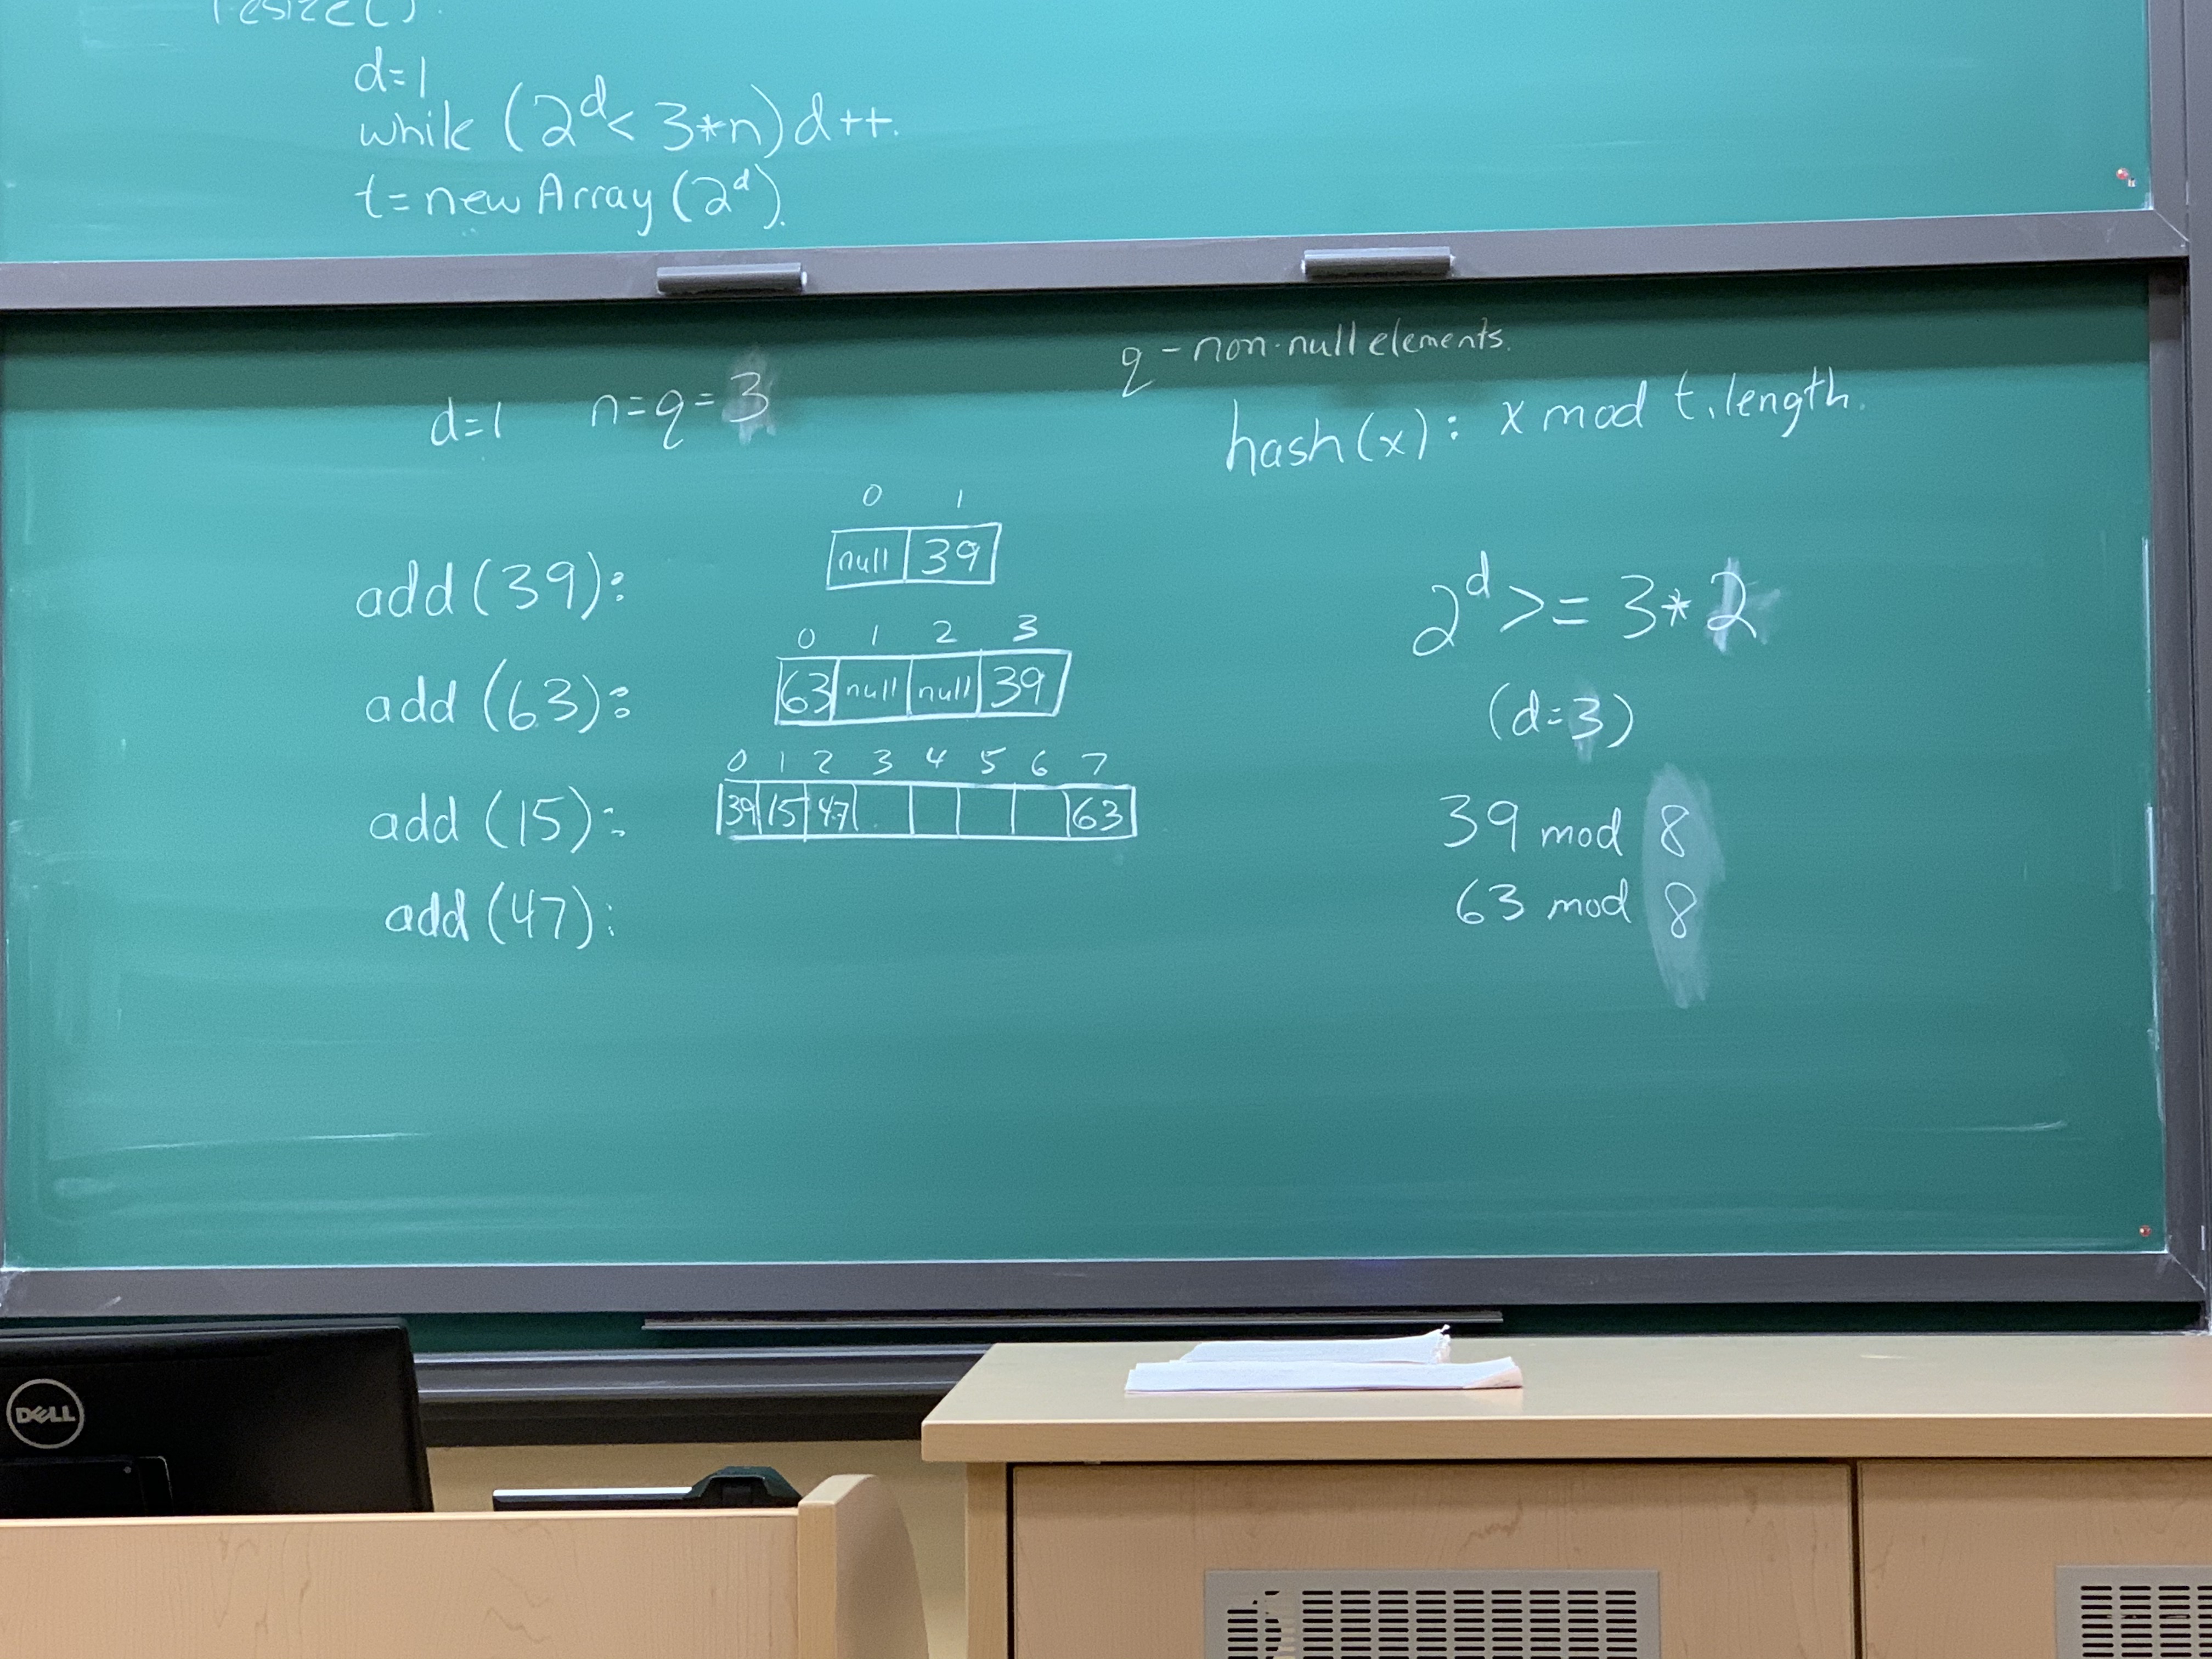 resize()
d=1
while (2^d < 3*n) d++.
t = new Array (2^d).
q - non-null elements.
d=1 n=q=3
hash(x): x mod t.length.
0 1
add(39): null 39
2^d >= 3*2
0 1 2 3
add (63): 63 null null 39
(d=3)
0 1 2 3 4 5 6 7
add (15): 39 15 47 63
39 mod 8
add (47):
63 mod 8
DELL